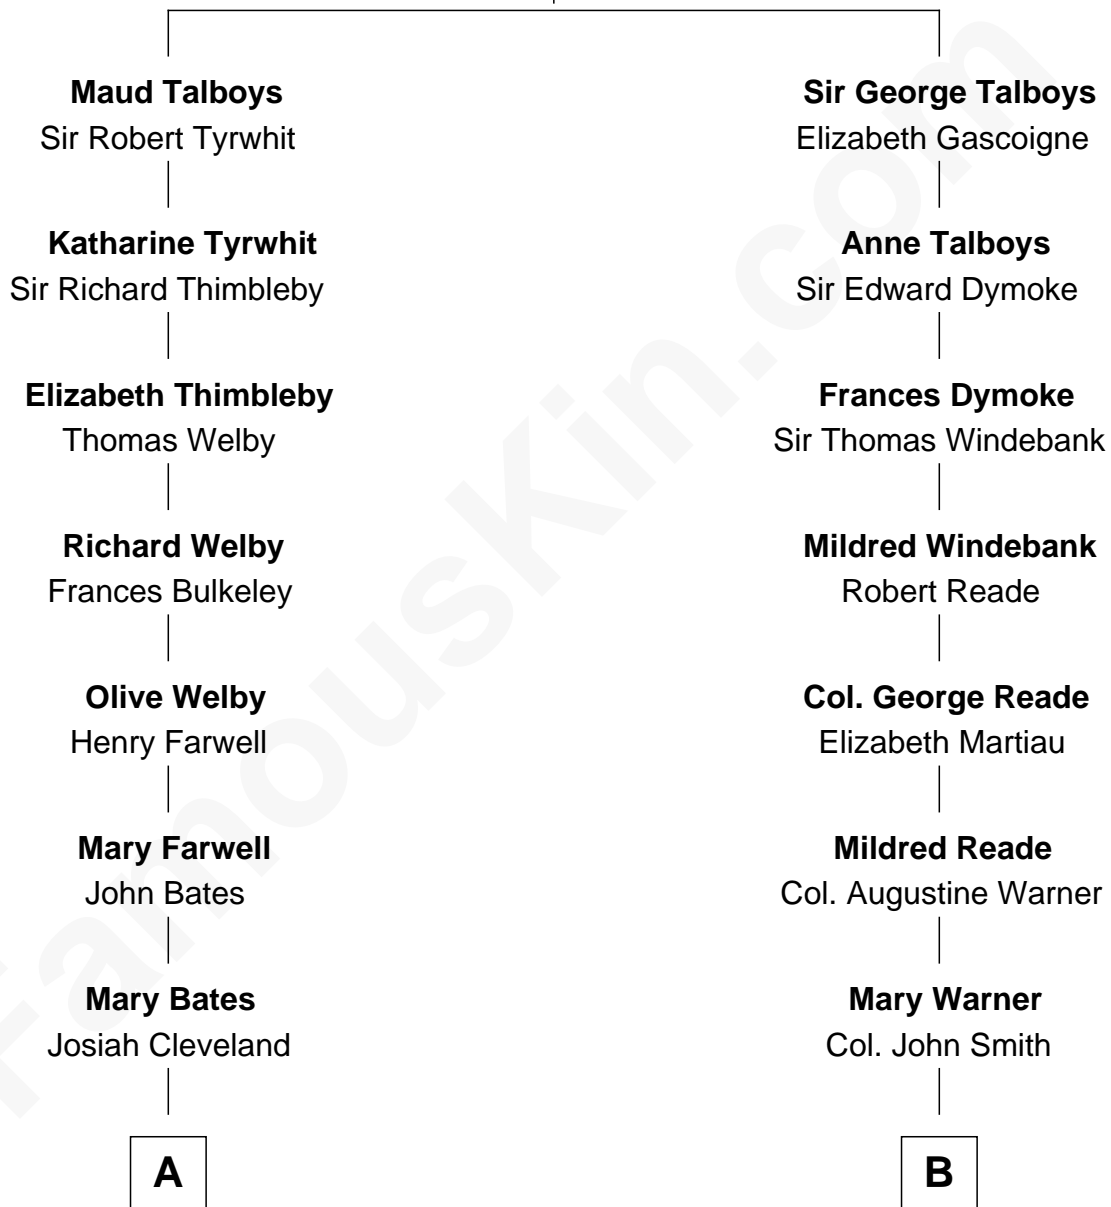 Maud Talboys
Sir Robert Tyrwhit
Katharine Tyrwhit
Sir Richard Thimbleby
Elizabeth Thimbleby
Thomas Welby
Richard Welby
Frances Bulkeley
Olive Welby
Henry Farwell
Mary Farwell
John Bates
Mary Bates
Josiah Cleveland
A
Sir George Talboys
Elizabeth Gascoigne
Anne Talboys
Sir Edward Dymoke
Frances Dymoke
Sir Thomas Windebank
Mildred Windebank
Robert Reade
Col. George Reade
Elizabeth Martiau
Mildred Reade
Col. Augustine Warner
Mary Warner
Col. John Smith
B
FamousKin.com